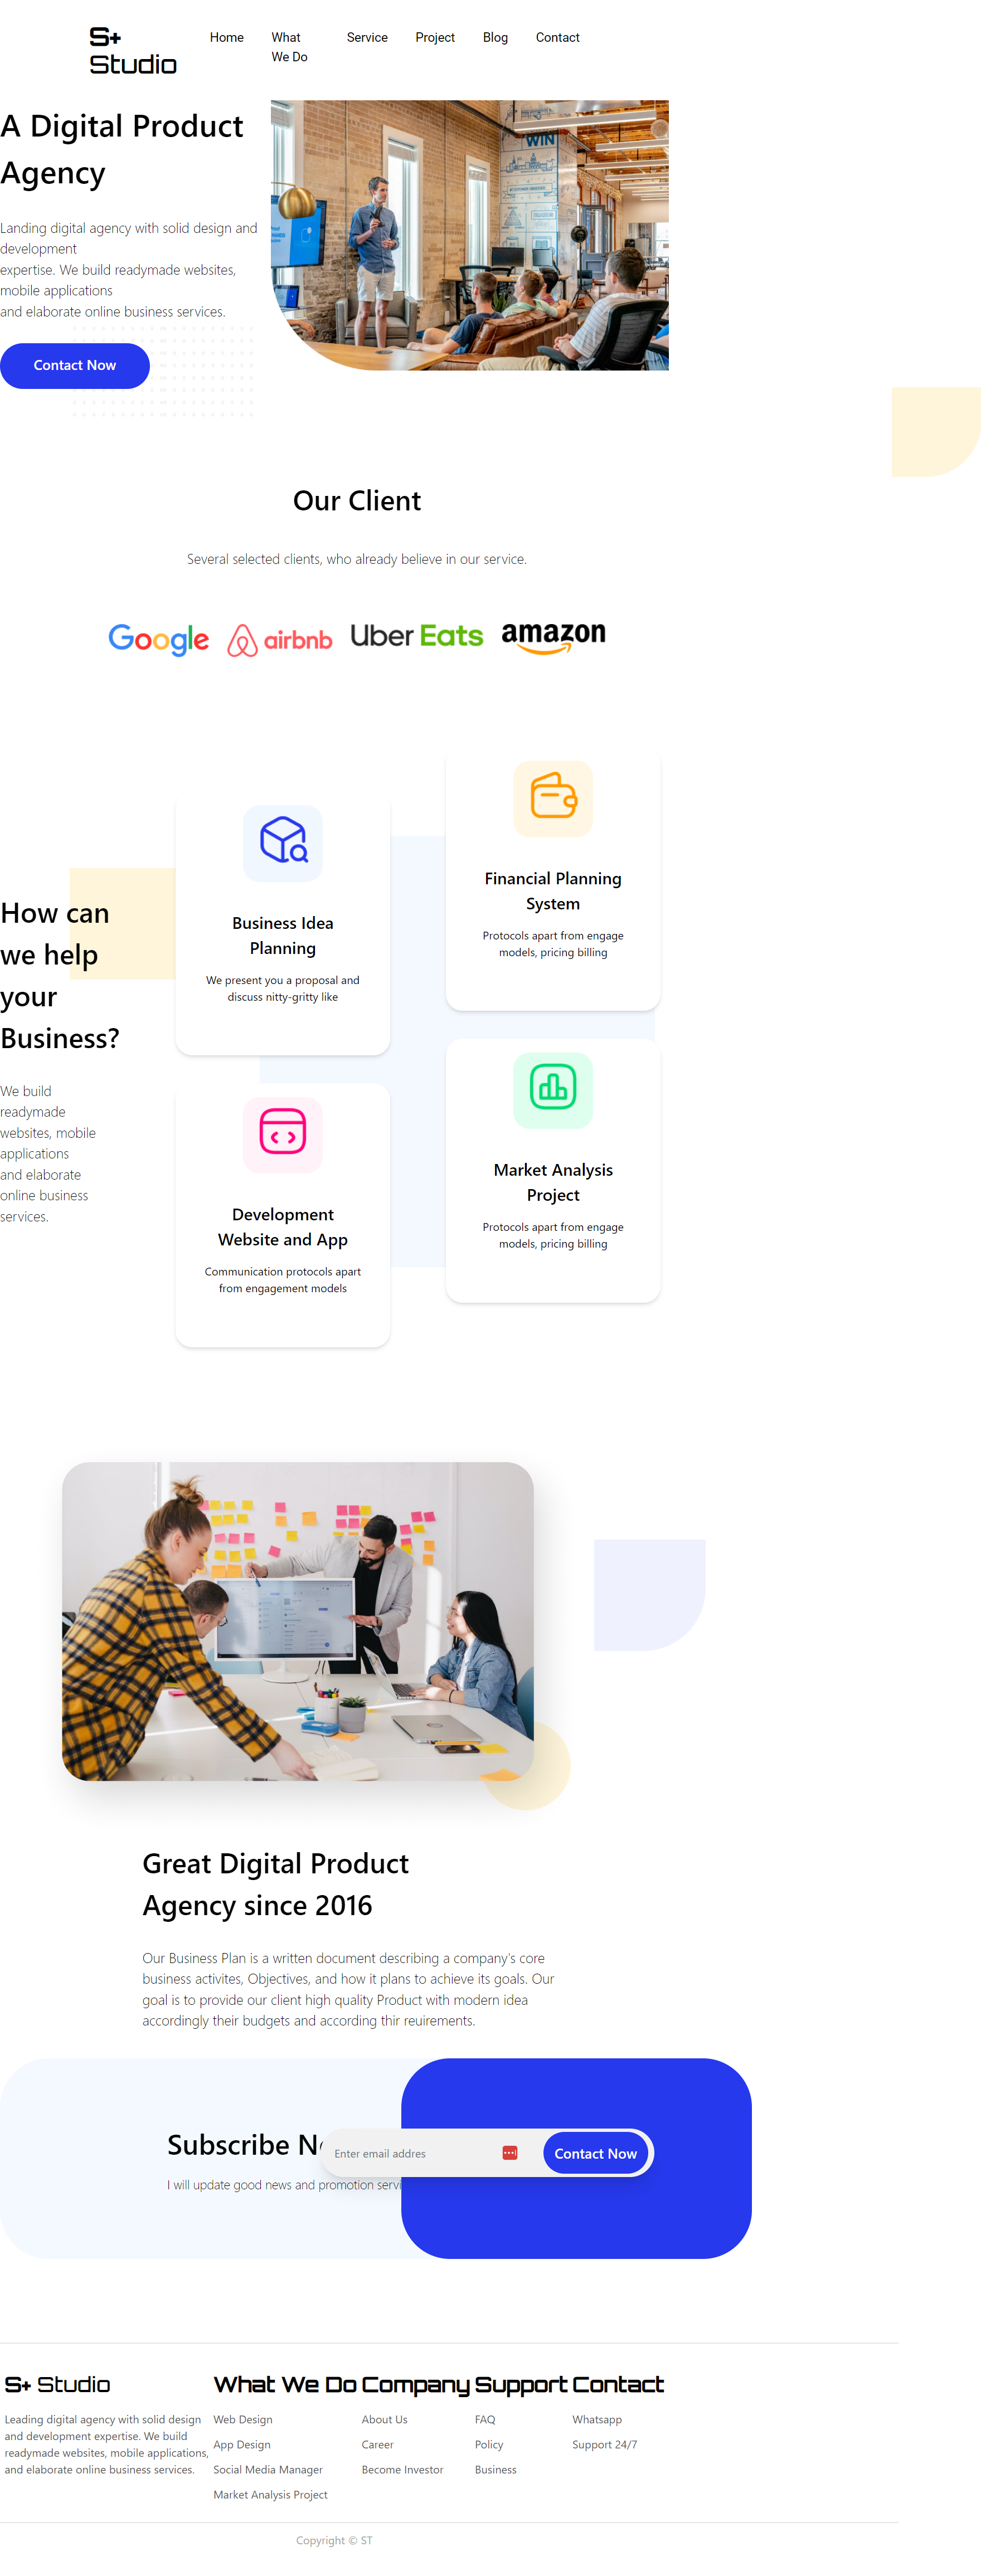 S+
Studio
Home
What
We Do
Service
Project
Blog
Contact
A Digital Product
Agency
Landing digital agency with solid design and
development
expertise. We build readymade websites,
mobile applications
and elaborate online business services.
Contact Now
WIN
Our Client
Several selected clients, who already believe in our service.
Google
airbnb
Uber Eats
amazon
How can
we help
your
Business?
We build
readymade
websites, mobile
applications
and elaborate
online business
services.
Business Idea
Planning
We present you a proposal and
discuss nitty-gritty like
Financial Planning
System
Protocols apart from engage
models, pricing billing
Development
Website and App
Communication protocols apart
from engagement models
Market Analysis
Project
Protocols apart from engage
models, pricing billing
Great Digital Product
Agency since 2016
Our Business Plan is a written document describing a company's core
business activites, Objectives, and how it plans to achieve its goals. Our
goal is to provide our client high quality Product with modern idea
accordingly their budgets and according thir reuirements.
Subscribe
Enter email addres
Contact Now
I will update good news and promotion
S+ Studio
Leading digital agency with solid design
and development expertise. We build
readymade websites, mobile applications,
and elaborate online business services.
What We Do
Web Design
App Design
Social Media Manager
Market Analysis Project
Company
About Us
Career
Become Investor
Support
FAQ
Policy
Business
Contact
Whatsapp
Support 24/7
Copyright © ST